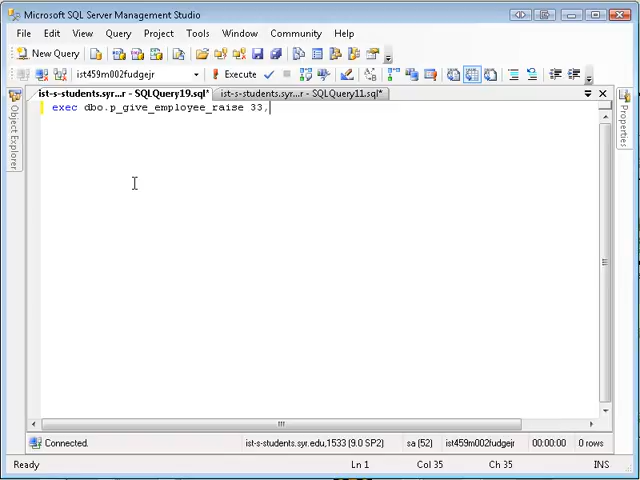 Microsoft SQL Server Management Studio
File Edit View Query Project Tools Window Community Help
New Query
ist459m002fudgejr Execute
ist-s-students.syr...r - SQLQuery19.sql* ist-s-students.syr...r - SQLQuery11.sql*
exec dbo.p_give_employee_raise 33,
Object Explorer
Properties
Connected. ist-s-students.syr.edu,1533 (9.0 SP2) sa (52) ist459m002fudgejr 00:00:00 0 rows
Ready Ln 1 Col 35 Ch 35 INS